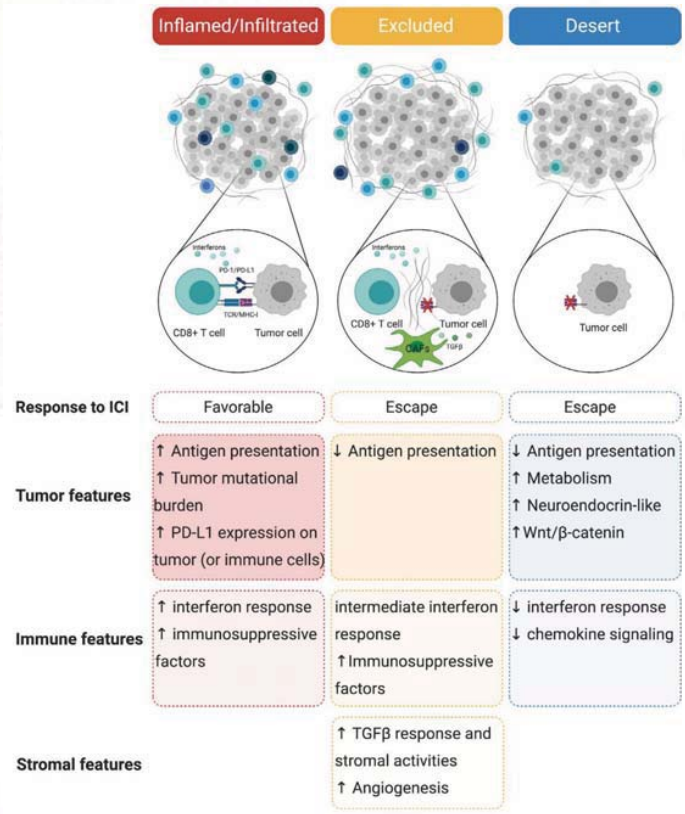 Inflamed/Infiltrated
Excluded
Desert
Interferons
PD-1/PD-L1
TCR/MHC-I
CD8+ T cell
Tumor cell
Interferons
CD8+ T cell
Tumor cell
CAFs
TGFβ
Tumor cell
Response to ICI
Favorable
Escape
Escape
Tumor features
↑ Antigen presentation
↑ Tumor mutational
burden
↑ PD-L1 expression on
tumor (or immune cells)
↓ Antigen presentation
↓ Antigen presentation
↑ Metabolism
↑ Neuroendocrin-like
↑Wnt/β-catenin
Immune features
↑ interferon response
↑ immunosuppressive
factors
intermediate interferon
response
↑Immunosuppressive
factors
↓ interferon response
↓ chemokine signaling
Stromal features
↑ TGFβ response and
stromal activities
↑ Angiogenesis